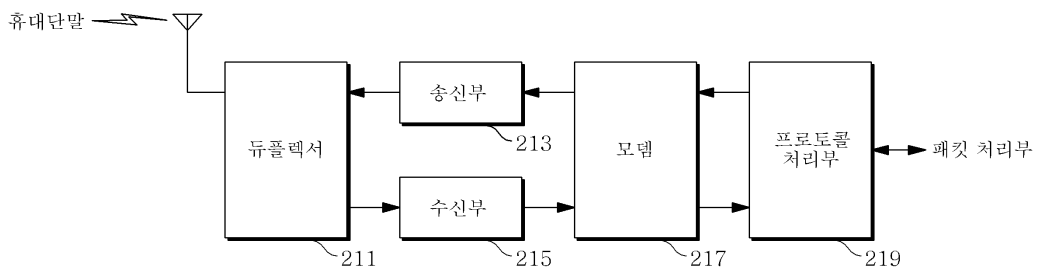 휴대단말
듀플렉서
211
송신부
213
수신부
215
모뎀
217
프로토콜
처리부
219
패킷 처리부